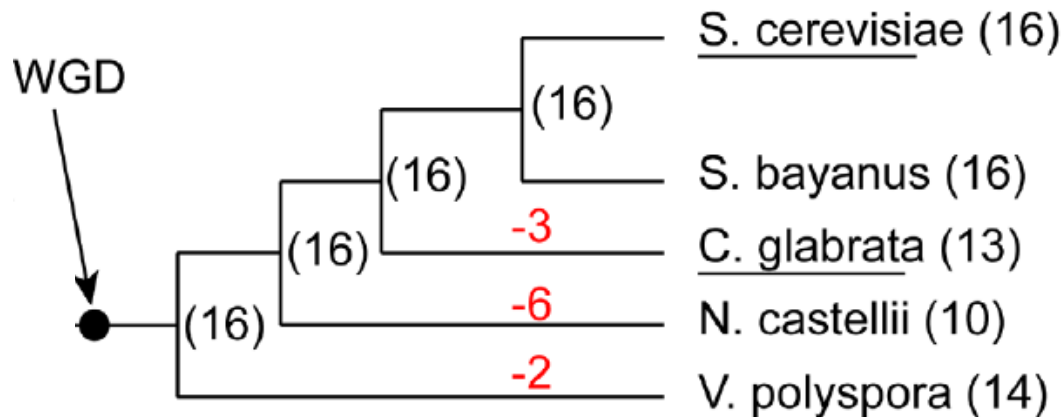 S. cerevisiae (16)
WGD
(16)
S. bayanus (16)
(16)
-3
C. glabrata (13)
(16)
-6
N. castellii (10)
(16)
-2
V. polyspora (14)